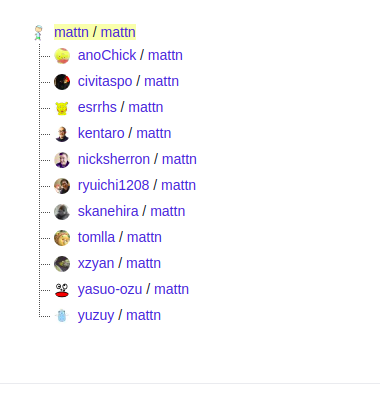 mattn / mattn
anoChick / mattn
civitaspo / mattn
esrrhs / mattn
kentaro / mattn
nicksherron / mattn
ryuichi1208 / mattn
skanehira / mattn
tomlla / mattn
xzyan / mattn
yasuo-ozu / mattn
yuzuy / mattn